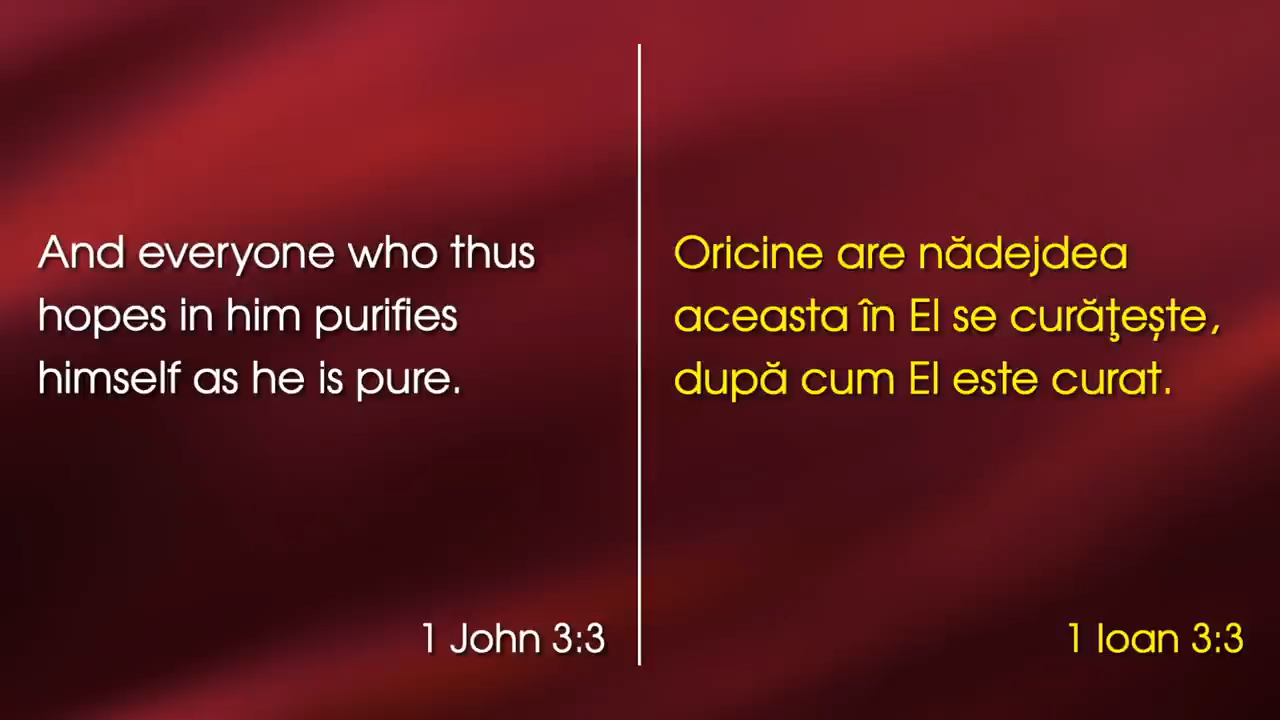 And everyone who thus
hopes in him purifies
himself as he is pure.
1 John 3:3
Oricine are nădejdea
aceasta în El se curăţește,
după cum El este curat.
1 Ioan 3:3